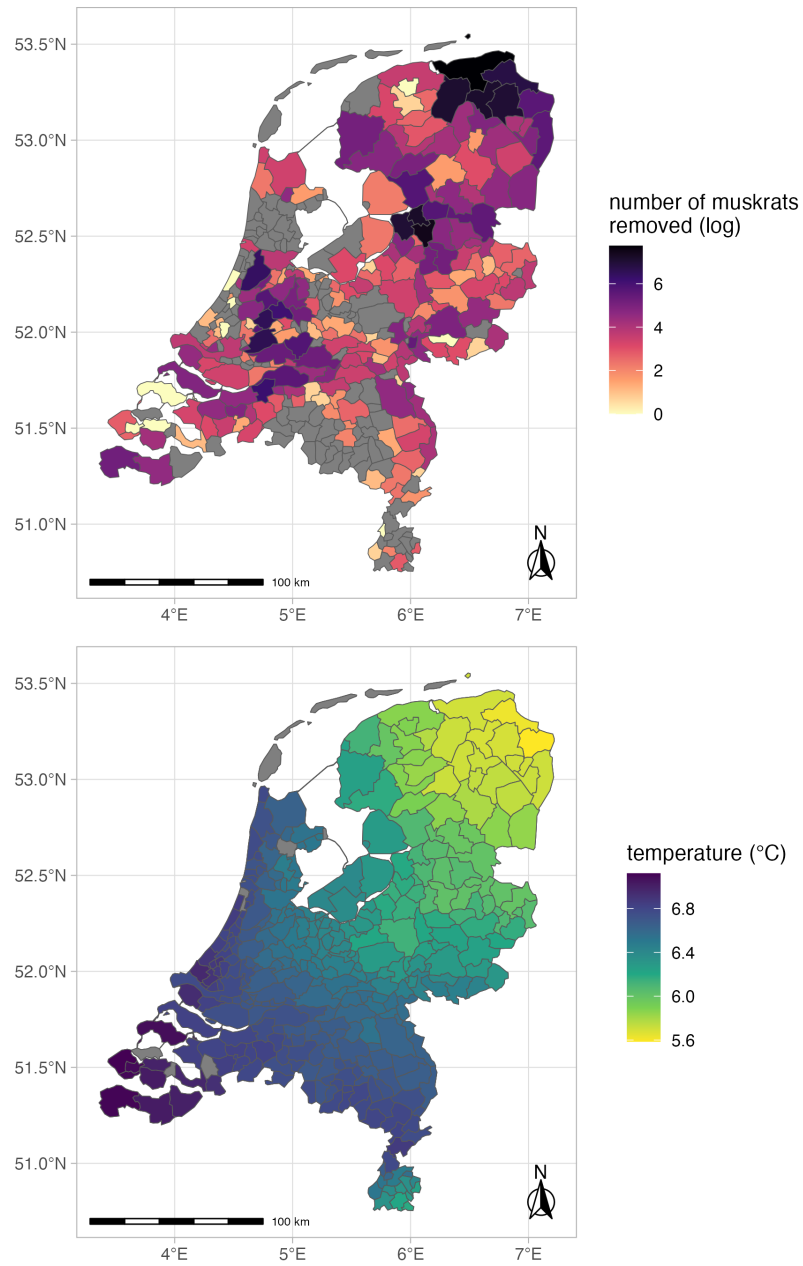 53.5°N
53.0°N
52.5°N
52.0°N
51.5°N
51.0°N
4°E
5°E
6°E
7°E
100 km
N
number of muskrats
removed (log)
6
4
2
0
53.5°N
53.0°N
52.5°N
52.0°N
51.5°N
51.0°N
4°E
5°E
6°E
7°E
100 km
N
temperature (°C)
6.8
6.4
6.0
5.6